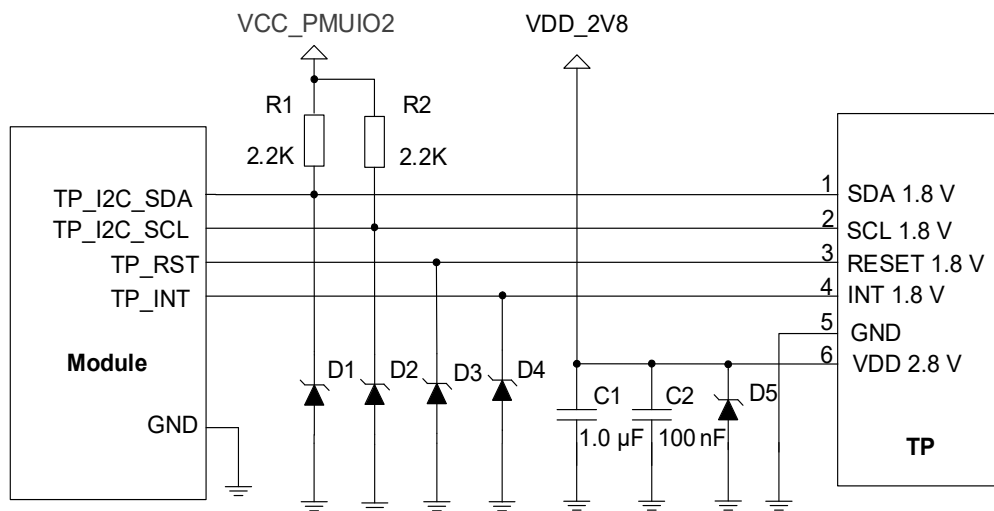 VCC_PMUIO2
VDD_2V8
R1
R2
2.2K
2.2K
TP_I2C_SDA
TP_I2C_SCL
TP_RST
TP_INT
Module
GND
1
SDA 1.8 V
2
SCL 1.8 V
3
RESET 1.8 V
4
INT 1.8 V
5
GND
6
VDD 2.8 V
D1
D2
D3
D4
C1
C2
D5
1.0 µF
100 nF
TP